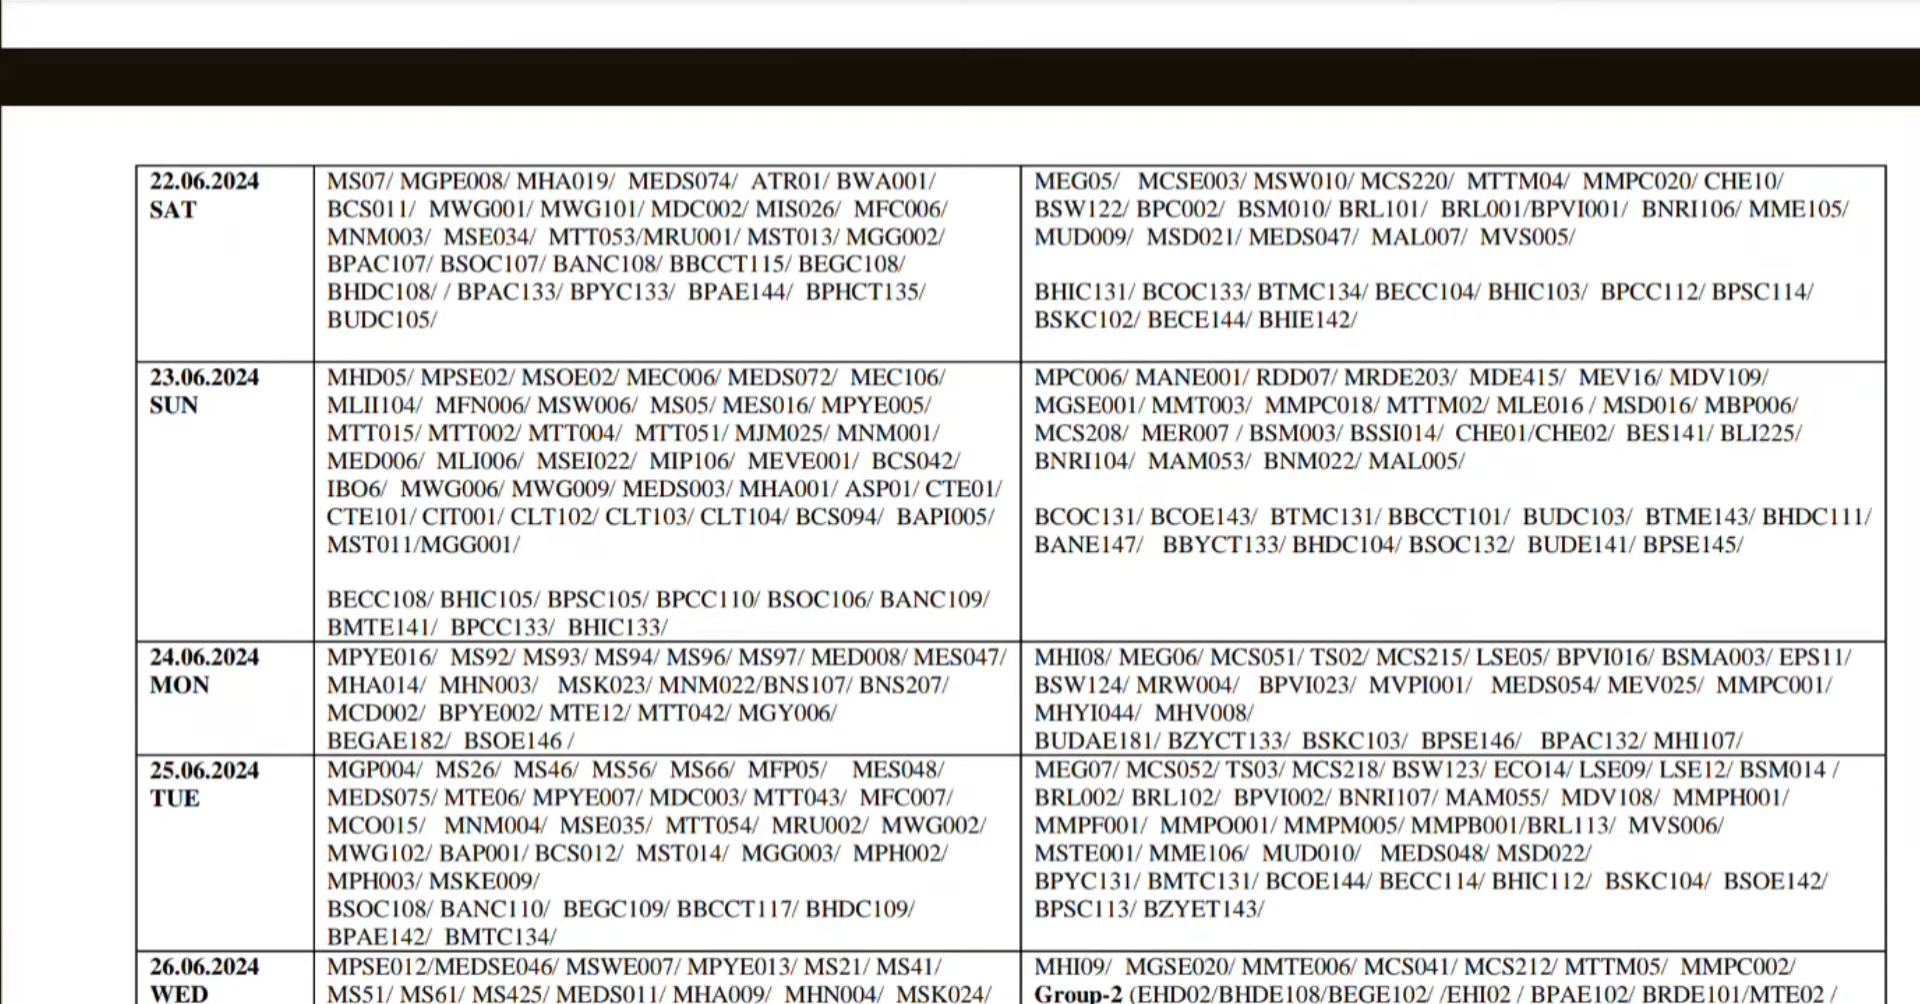 22.06.2024
SAT
MS07/ MGPE008/ MHA019/ MEDS074/ ATR01/ BWA001/
BCS011/ MWG001/ MWG101/ MDC002/ MIS026/ MFC006/
MNM003/ MSE034/ MTT053/MRU001/ MST013/ MGG002/
BPAC107/ BSOC107/ BANC108/ BBCCT115/ BEGC108/
BHDC108/ / BPAC133/ BPYC133/ BPAE144/ BPHCT135/
BUDC105/
MEG05/ MCSE003/ MSW010/ MCS220/ MTTM04/ MMPC020/ CHE10/
BSW122/ BPC002/ BSM010/ BRL101/ BRL001/BPVI001/ BNRI106/ MME105/
MUD009/ MSD021/ MEDS047/ MAL007/ MVS005/
BHIC131/ BCOC133/ BTMC134/ BECC104/ BHIC103/ BPCC112/ BPSC114/
BSKC102/ BECE144/ BHIE142/
23.06.2024
SUN
MHD05/ MPSE02/ MSOE02/ MEC006/ MEDS072/ MEC106/
MLII104/ MFN006/ MSW006/ MS05/ MES016/ MPYE005/
MTT015/ MTT002/ MTT004/ MTT051/ MJM025/ MNM001/
MED006/ MLI006/ MSEI022/ MIP106/ MEVE001/ BCS042/
IBO6/ MWG006/ MWG009/ MEDS003/ MHA001/ ASP01/ CTE01/
CTE101/ CIT001/ CLT102/ CLT103/ CLT104/ BCS094/ BAPI005/
MST011/MGG001/
BECC108/ BHIC105/ BPSC105/ BPCC110/ BSOC106/ BANC109/
BMTE141/ BPCC133/ BHIC133/
MPC006/ MANE001/ RDD07/ MRDE203/ MDE415/ MEV16/ MDV109/
MGSE001/ MMT003/ MMPC018/ MTTM02/ MLE016 / MSD016/ MBP006/
MCS208/ MER007 / BSM003/ BSSI014/ CHE01/CHE02/ BES141/ BLI225/
BNRI104/ MAM053/ BNM022/ MAL005/
BCOC131/ BCOE143/ BTMC131/ BBCCT101/ BUDC103/ BTME143/ BHDC111/
BANE147/ BBYCT133/ BHDC104/ BSOC132/ BUDE141/ BPSE145/
24.06.2024
MON
MPYE016/ MS92/ MS93/ MS94/ MS96/ MS97/ MED008/ MES047/
MHA014/ MHN003/ MSK023/ MNM022/BNS107/ BNS207/
MCD002/ BPYE002/ MTE12/ MTT042/ MGY006/
BEGAE182/ BSOE146 /
MHI08/ MEG06/ MCS051/ TS02/ MCS215/ LSE05/ BPVI016/ BSMA003/ EPS11/
BSW124/ MRW004/ BPVI023/ MVPI001/ MEDS054/ MEV025/ MMPC001/
MHYI044/ MHV008/
BUDAE181/ BZYCT133/ BSKC103/ BPSE146/ BPAC132/ MHI107/
25.06.2024
TUE
MGP004/ MS26/ MS46/ MS56/ MS66/ MFP05/ MES048/
MEDS075/ MTE06/ MPYE007/ MDC003/ MTT043/ MFC007/
MCO015/ MNM004/ MSE035/ MTT054/ MRU002/ MWG002/
MWG102/ BAP001/ BCS012/ MST014/ MGG003/ MPH002/
MPH003/ MSKE009/
BSOC108/ BANC110/ BEGC109/ BBCCT117/ BHDC109/
BPAE142/ BMTC134/
MEG07/ MCS052/ TS03/ MCS218/ BSW123/ ECO14/ LSE09/ LSE12/ BSM014 /
BRL002/ BRL102/ BPVI002/ BNRI107/ MAM055/ MDV108/ MMPH001/
MMPF001/ MMPO001/ MMPM005/ MMPB001/BRL113/ MVS006/
MSTE001/ MME106/ MUD010/ MEDS048/ MSD022/
BPYC131/ BMTC131/ BCOE144/ BECC114/ BHIC112/ BSKC104/ BSOE142/
BPSC113/ BZYET143/
26.06.2024
WED
MPSE012/MEDSE046/ MSWE007/ MPYE013/ MS21/ MS41/
MS51/ MS61/ MS425/ MEDS011/ MHA009/ MHN004/ MSK024/
MHI09/ MGSE020/ MMTE006/ MCS041/ MCS212/ MTTM05/ MMPC002/
Group-2 (EHD02/BHDE108/BEGE102/ /EHI02 / BPAE102/ BRDE101/MTE02 /